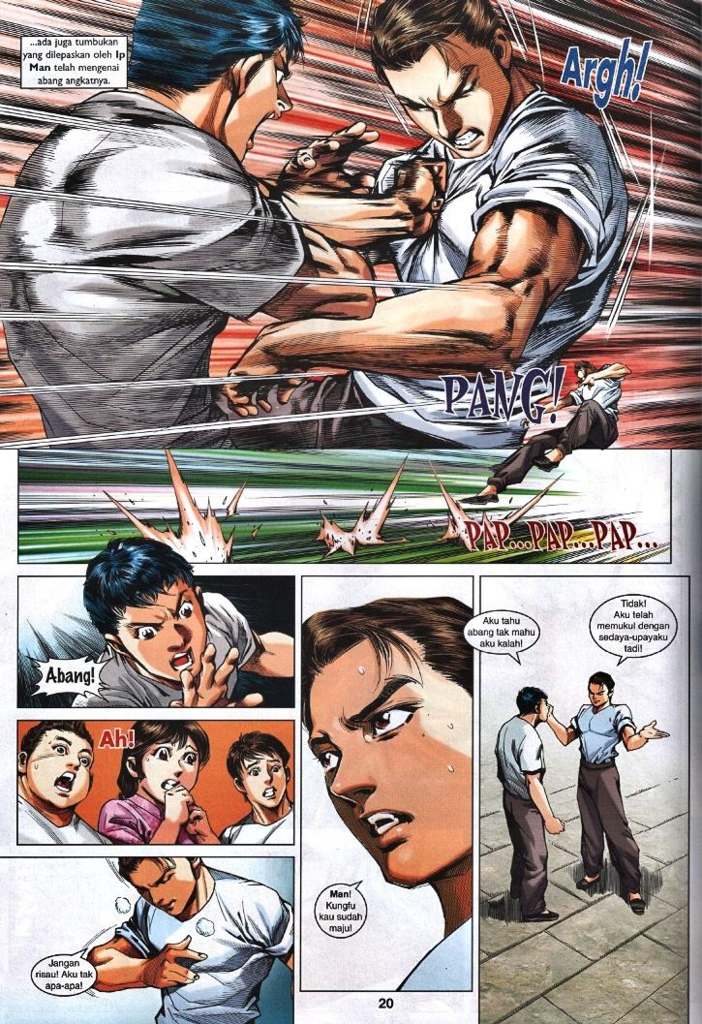 ...ada juga tumbukan
yang dilepaskan oleh Ip
Man telah mengenai
abang angkatnya.
Argh!
PANG!
PAP...PAP...PAP...
Abang!
Ah!
Jangan
risau! Aku tak
apa-apa!
Man!
Kungfu
kau sudah
maju!
Aku tahu
abang tak mahu
aku kalah!
Tidak!
Aku telah
memukul dengan
sedaya-upayaku
tadi!
20